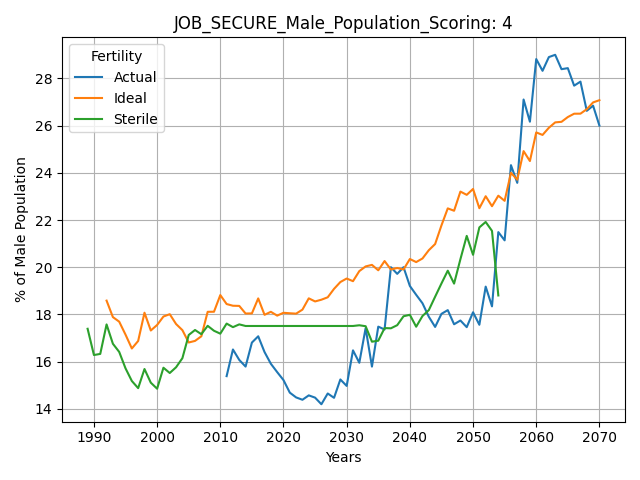 JOB_SECURE_Male_Population_Scoring: 4
Fertility
Actual
Ideal
Sterile
% of Male Population
28
26
24
22
20
18
16
14
1990 2000 2010 2020 2030 2040 2050 2060 2070
Years